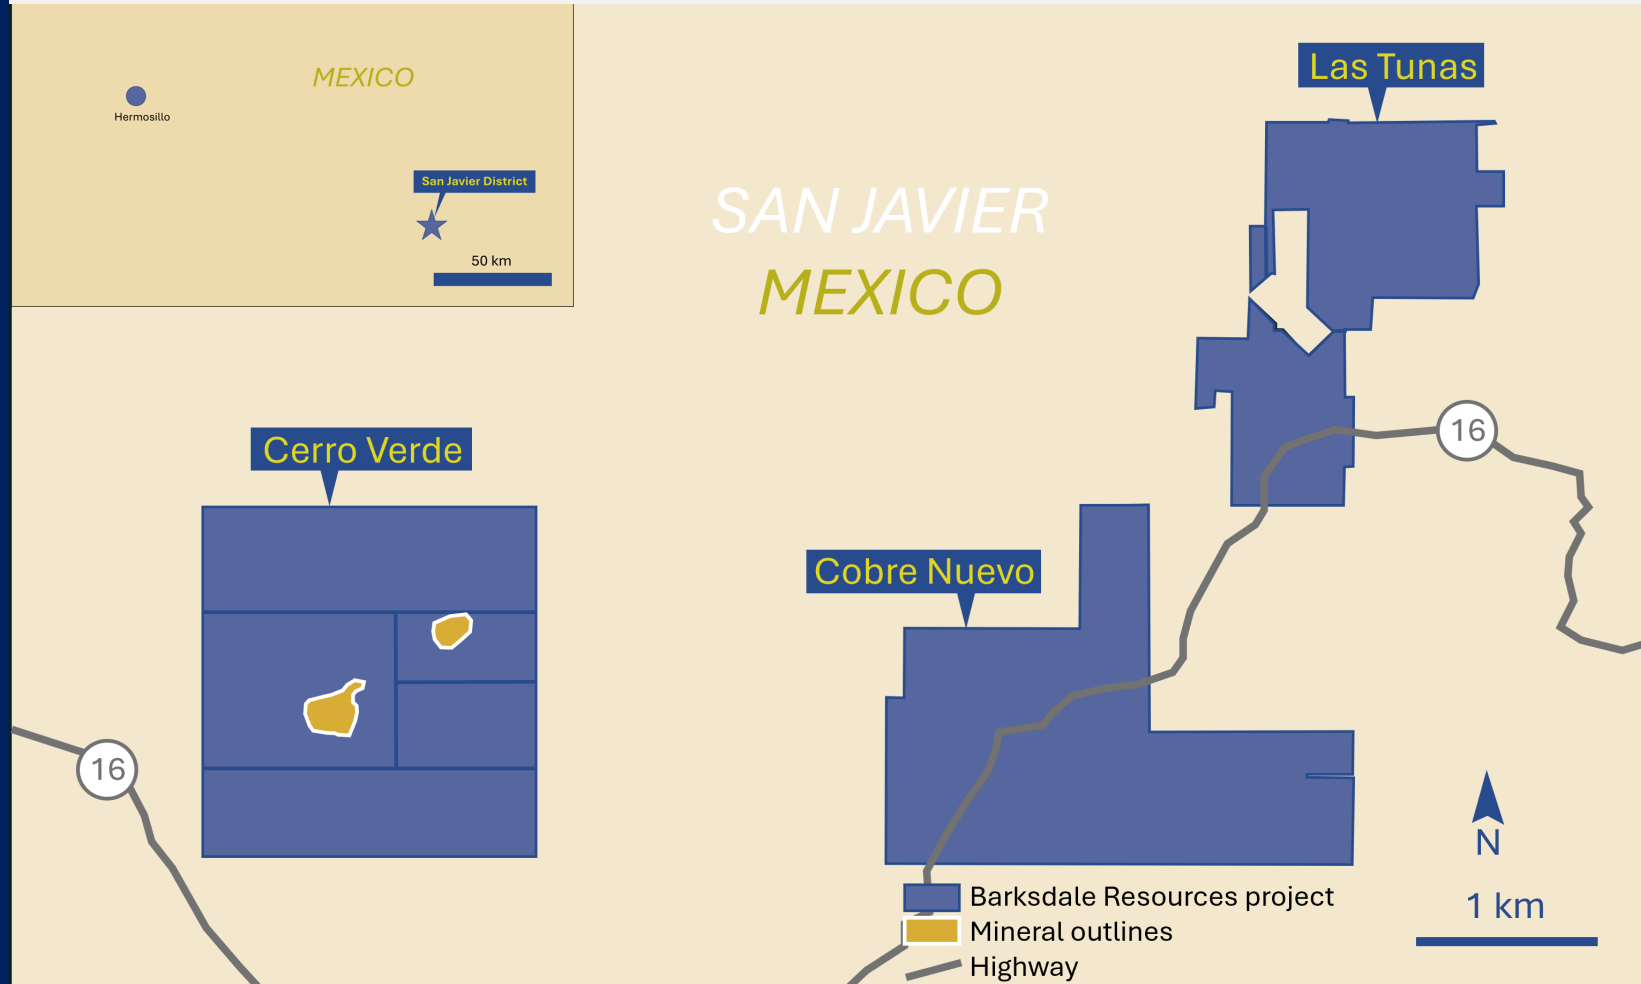 MEXICO
Hermosillo
San Javier District
50 km
Las Tunas
SAN JAVIER
MEXICO
16
Cerro Verde
Cobre Nuevo
16
N
1 km
Barksdale Resources project
Mineral outlines
Highway